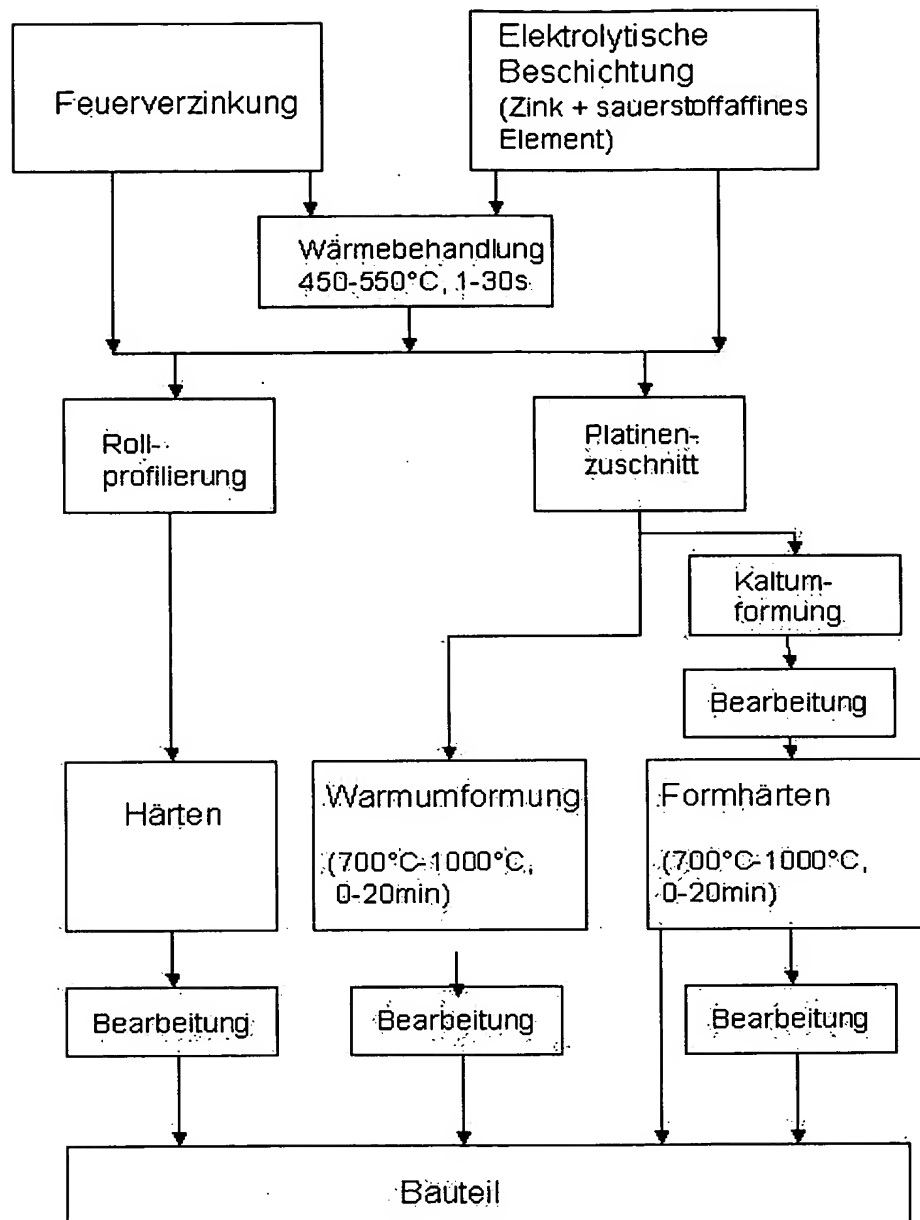 Feuerverzinkung
Elektrolytische
Beschichtung
(Zink + sauerstoffaffines
Element)
Wärmebehandlung
450-550°C, 1-30s
Roll-
profilierung
Platinen-
zuschnitt
Kaltum-
formung
Bearbeitung
Härten
Warmumformung
(700°C-1000°C,
0-20min)
Formhärten
(700°C-1000°C,
0-20min)
Bearbeitung
Bearbeitung
Bearbeitung
Bauteil